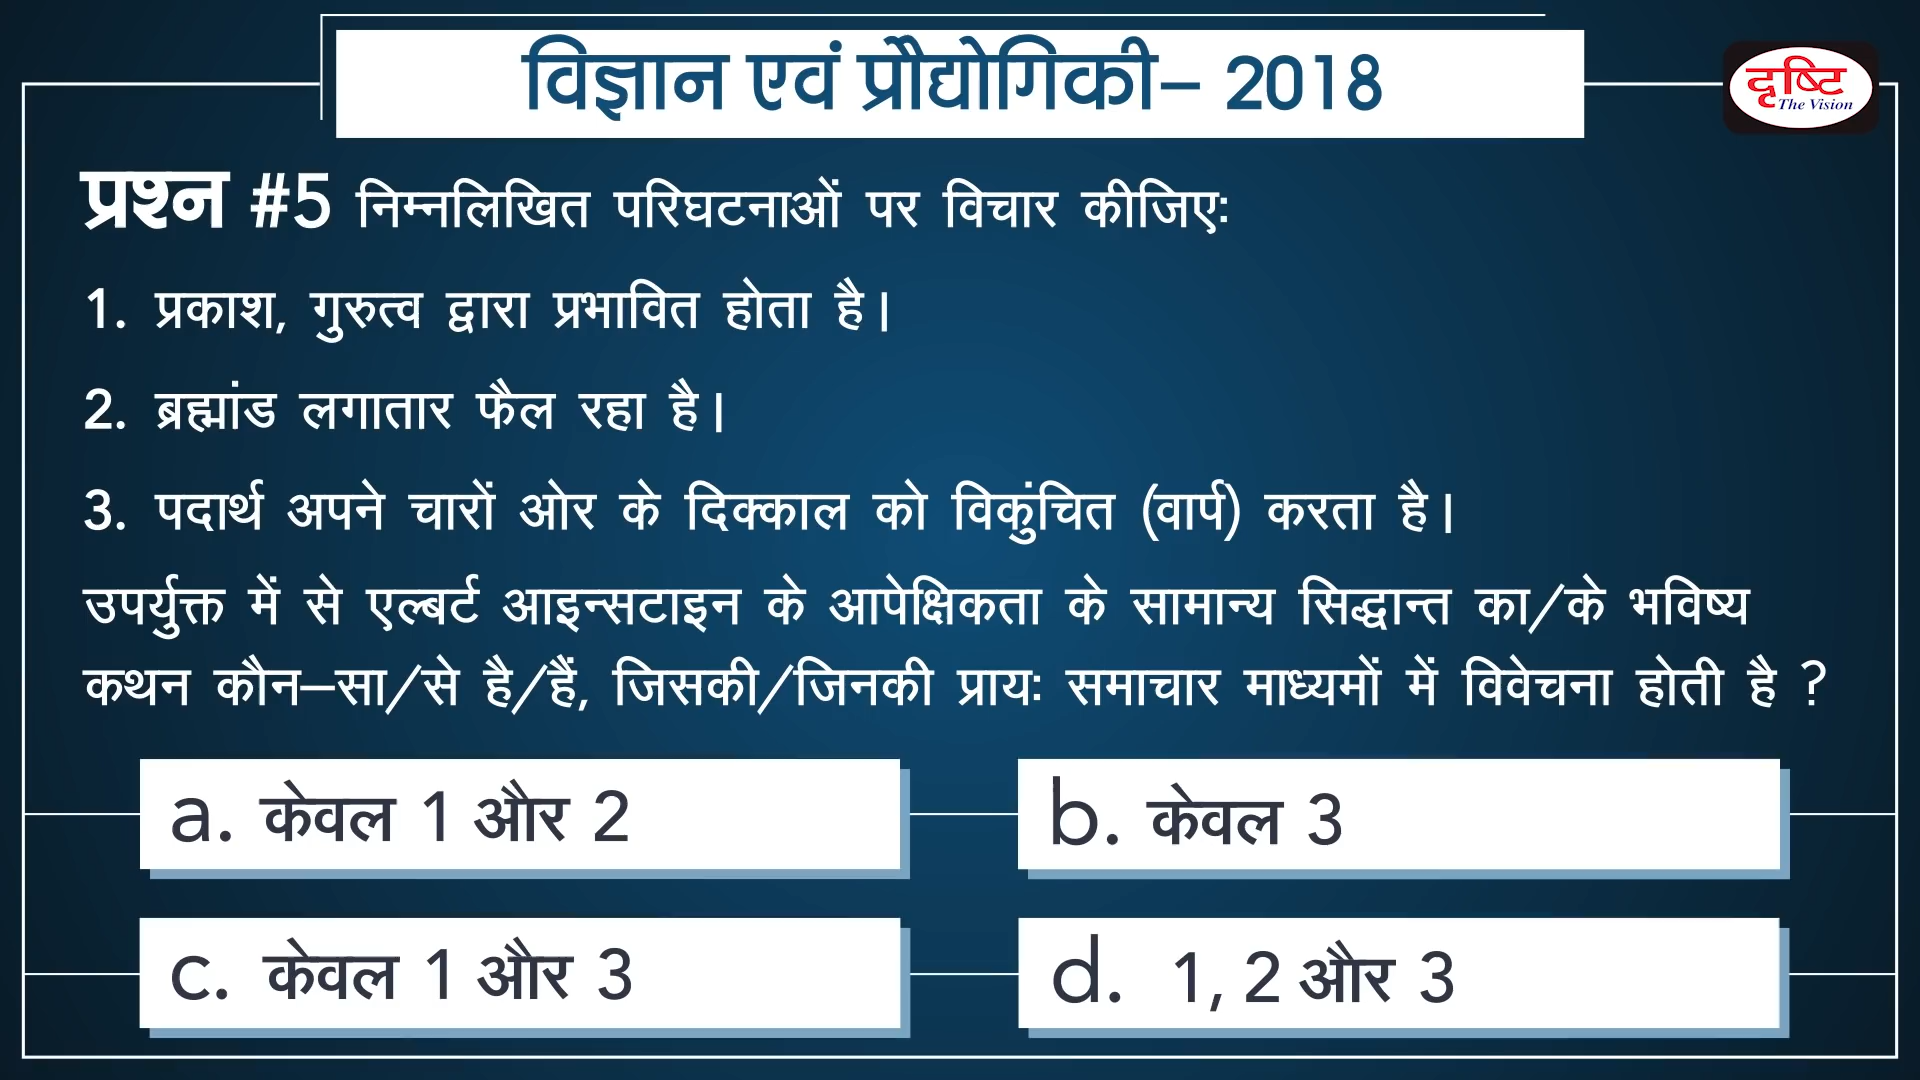 विज्ञान एवं प्रौद्योगिकी– 2018
दृष्टि
The Vision
प्रश्न #5 निम्नलिखित परिघटनाओं पर विचार कीजिएः
1. प्रकाश, गुरुत्व द्वारा प्रभावित होता है।
2. ब्रह्मांड लगातार फैल रहा है।
3. पदार्थ अपने चारों ओर के दिक्काल को विकुंचित (वार्प) करता है।
उपर्युक्त में से एल्बर्ट आइन्सटाइन के आपेक्षिकता के सामान्य सिद्धान्त का/के भविष्य
कथन कौन–सा/से है/हैं, जिसकी/जिनकी प्रायः समाचार माध्यमों में विवेचना होती है ?
a. केवल 1 और 2
b. केवल 3
c. केवल 1 और 3
d. 1, 2 और 3